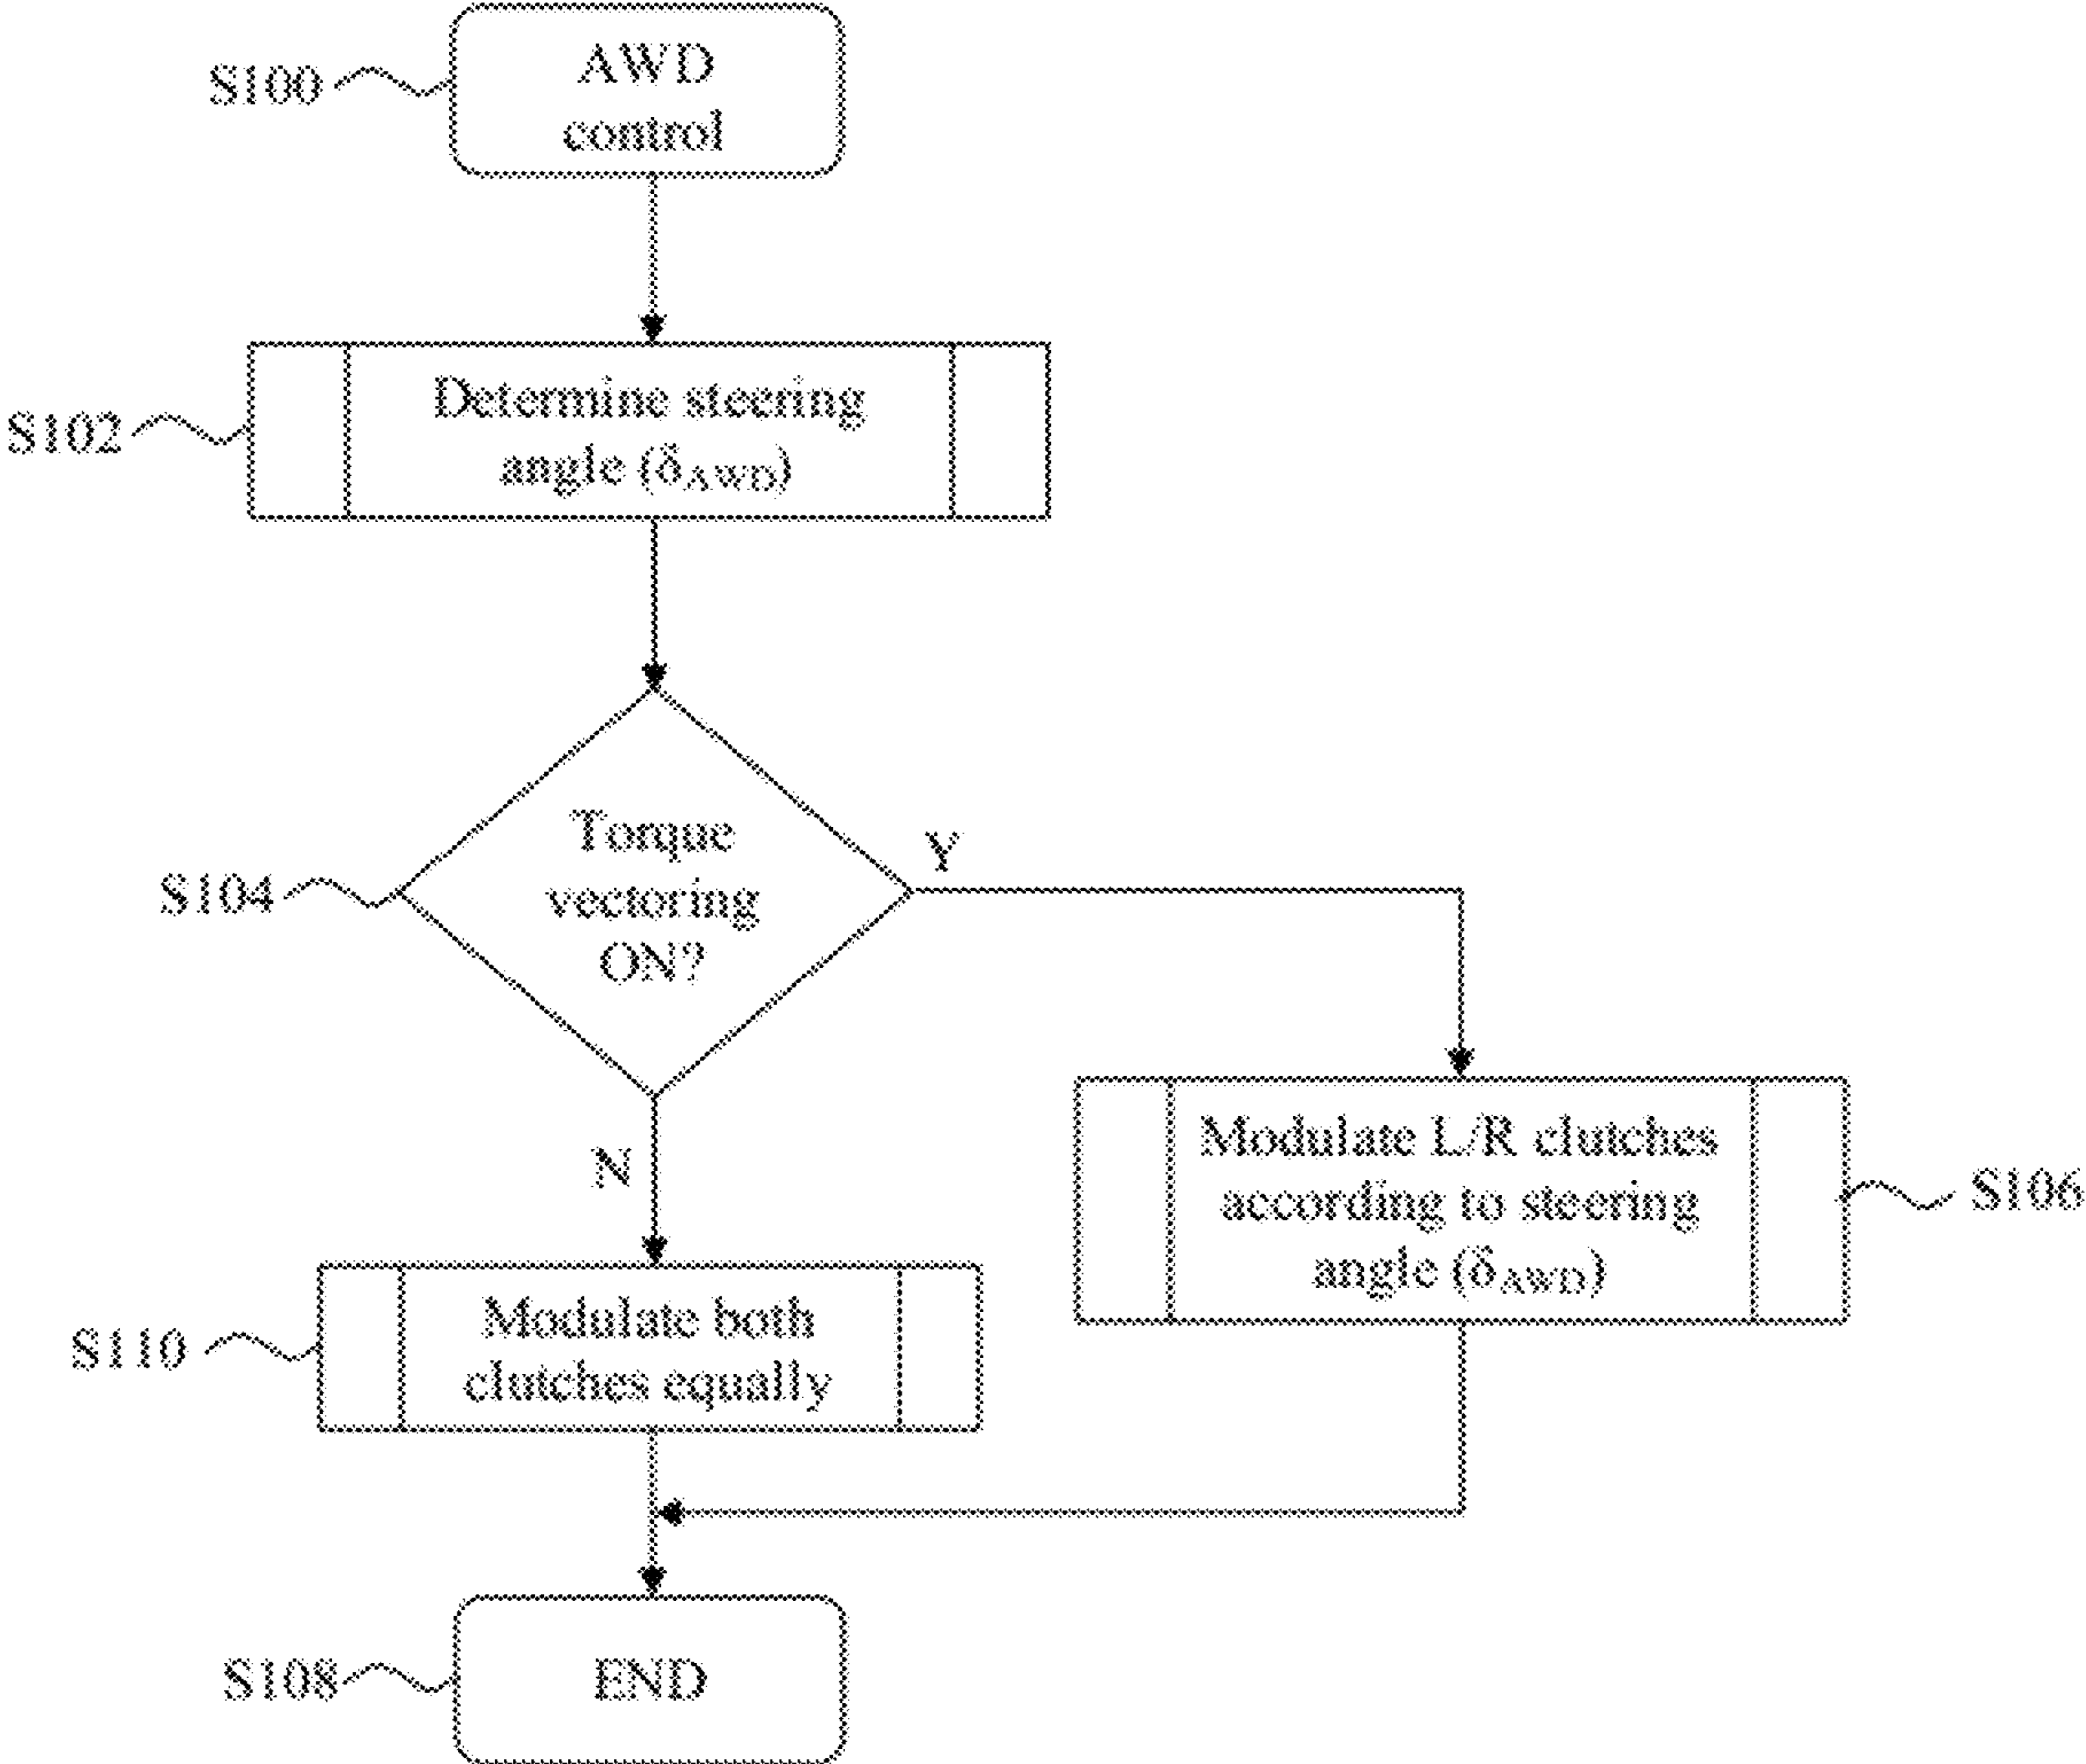 S100
AWD
control
S102
Determine steering
angle (δAWD)
S104
Torque
vectoring
ON?
Y
N
Modulate L/R clutches
according to steering
angle (δAWD)
S106
S110
Modulate both
clutches equally
S108
END